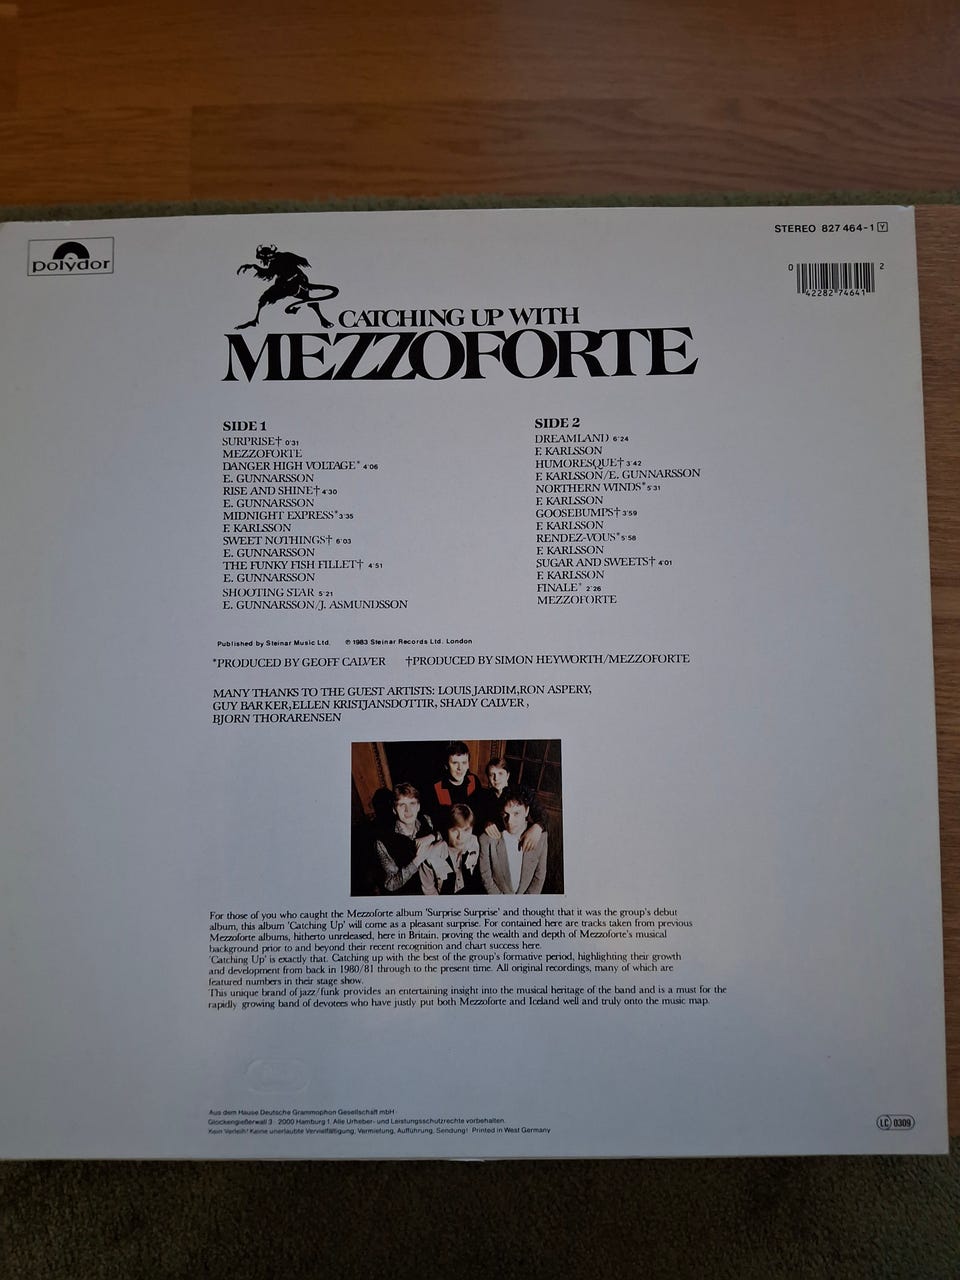 polydor
STEREO 827 464-1 Y
0 42282 74641 2
CATCHING UP WITH
MEZZOFORTE
SIDE 1
SURPRISE† 0'31
MEZZOFORTE
DANGER HIGH VOLTAGE* 4'06
E. GUNNARSSON
RISE AND SHINE† 4'30
E. GUNNARSSON
MIDNIGHT EXPRESS* 3'35
F. KARLSSON
SWEET NOTHINGS† 6'03
E. GUNNARSSON
THE FUNKY FISH FILLET† 4'51
E. GUNNARSSON
SHOOTING STAR 5'21
E. GUNNARSSON/J. ASMUNDSSON
SIDE 2
DREAMLAND 6'24
F. KARLSSON
HUMORESQUE† 3'42
F. KARLSSON/E. GUNNARSSON
NORTHERN WINDS* 5'31
F. KARLSSON
GOOSEBUMPS† 3'59
F. KARLSSON
RENDEZ-VOUS* 5'58
F. KARLSSON
SUGAR AND SWEETS† 4'01
F. KARLSSON
FINALE* 2'26
MEZZOFORTE
Published by Steinar Music Ltd. ℗ 1983 Steinar Records Ltd. London
*PRODUCED BY GEOFF CALVER †PRODUCED BY SIMON HEYWORTH/MEZZOFORTE
MANY THANKS TO THE GUEST ARTISTS: LOUIS JARDIM,RON ASPERY,
GUY BARKER,ELLEN KRISTJANSDOTTIR, SHADY CALVER,
BJORN THORARENSEN
For those of you who caught the Mezzoforte album 'Surprise Surprise' and thought that it was the group's debut
album, this album 'Catching Up' will come as a pleasant surprise. For contained here are tracks taken from previous
Mezzoforte albums, hitherto unreleased, here in Britain, proving the wealth and depth of Mezzoforte's musical
background prior to and beyond their recent recognition and chart success here.
'Catching Up' is exactly that. Catching up with the best of the group's formative period, highlighting their growth
and development from back in 1980/81 through to the present time. All original recordings, many of which are
featured numbers in their stage show.
This unique brand of jazz/funk provides an entertaining insight into the musical heritage of the band and is a must for the
rapidly growing band of devotees who have justly put both Mezzoforte and Iceland well and truly onto the music map.
Aus dem Hause Deutsche Grammophon Gesellschaft mbH ·
Glockengießerwall 3 · 2000 Hamburg 1. Alle Urheber- und Leistungsschutzrechte vorbehalten.
Kein Verleih! Keine unerlaubte Vervielfältigung, Vermietung, Aufführung, Sendung! Printed in West Germany
LC 0309